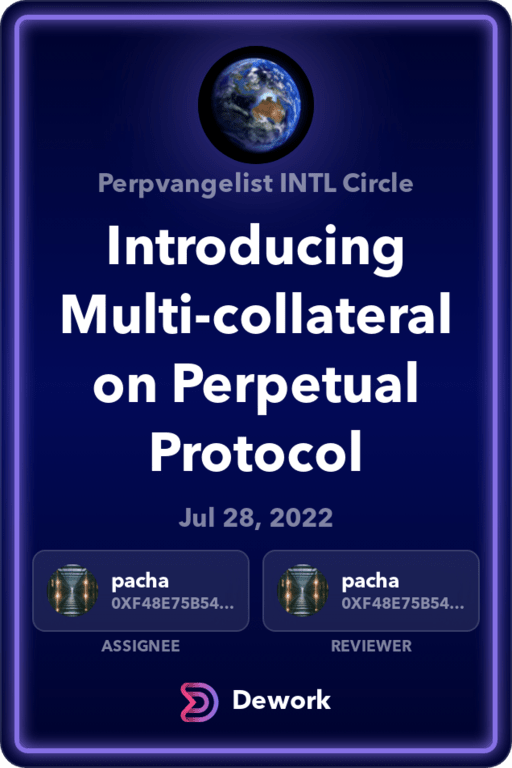 Perpvangelist INTL Circle
Introducing
Multi-collateral
on Perpetual
Protocol
Jul 28, 2022
pacha
0XF48E75B54...
ASSIGNEE
pacha
0XF48E75B54...
REVIEWER
Dework